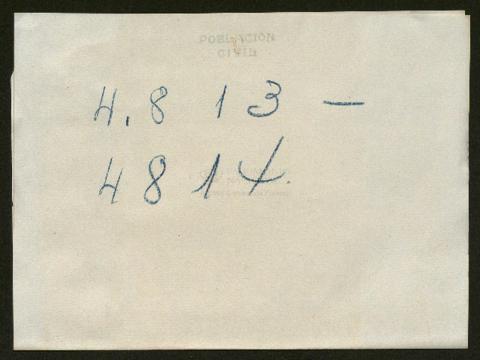 POBLACIÓN
CIVIL
4.813 —
4814.